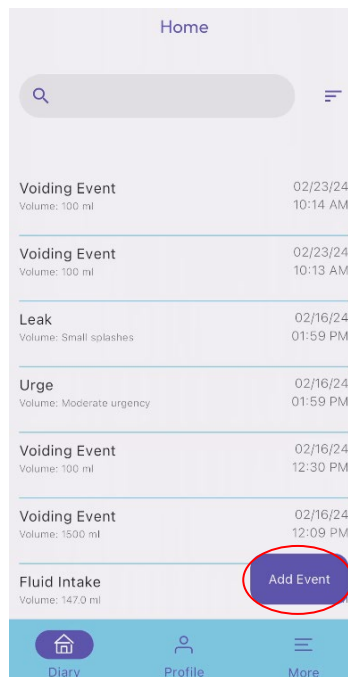 Home
Voiding Event 02/23/24
Volume: 100 ml 10:14 AM
Voiding Event 02/23/24
Volume: 100 ml 10:13 AM
Leak 02/16/24
Volume: Small splashes 01:59 PM
Urge 02/16/24
Volume: Moderate urgency 01:59 PM
Voiding Event 02/16/24
Volume: 100 ml 12:30 PM
Voiding Event 02/16/24
Volume: 1500 ml 12:09 PM
Fluid Intake
Volume: 147.0 ml
Add Event
Diary Profile More